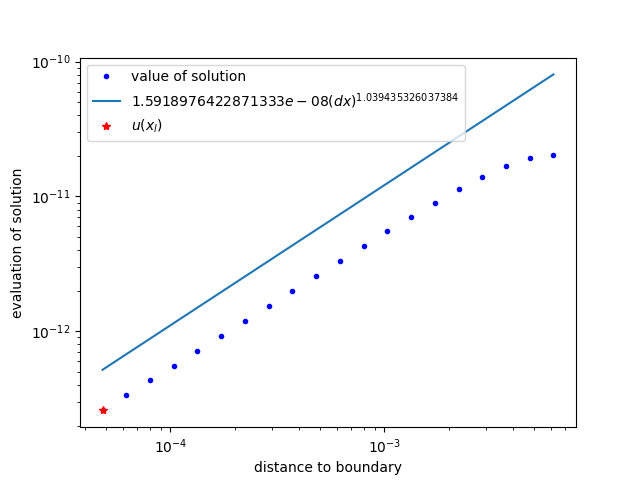 value of solution
1.5918976422871333e − 08(dx)^1.039435326037384
u(x_l)
10^−10
10^−11
10^−12
evaluation of solution
10^−4
10^−3
distance to boundary